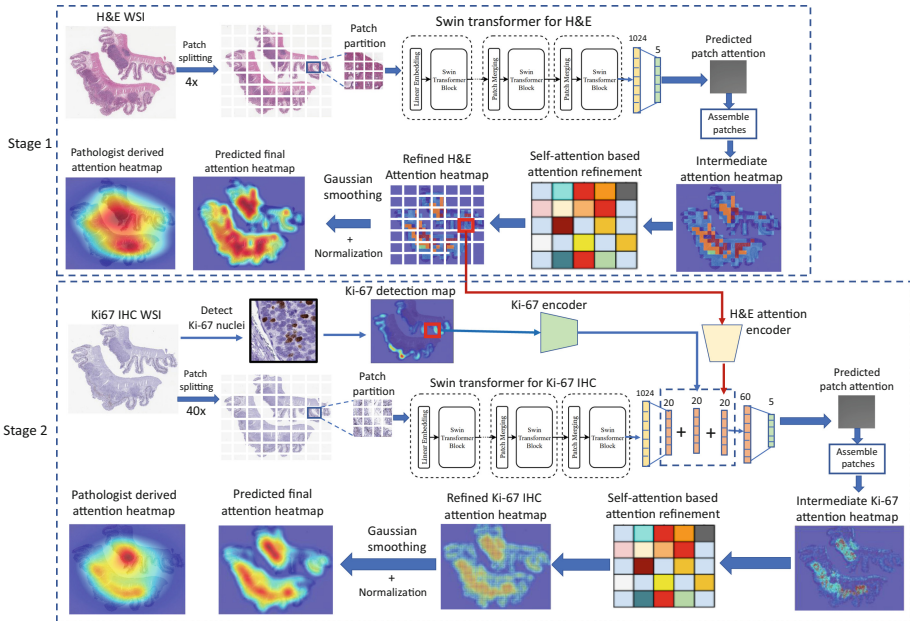 Stage 1
H&E WSI
Patch
splitting
4x
Patch
partition
Swin transformer for H&E
Linear Embedding
Swin
Transformer
Block
Patch Merging
Swin
Transformer
Block
Patch Merging
Swin
Transformer
Block
1024
5
Predicted
patch attention
Assemble
patches
Pathologist derived
attention heatmap
Predicted final
attention heatmap
Gaussian
smoothing
+
Normalization
Refined H&E
Attention heatmap
Self-attention based
attention refinement
Intermediate
attention heatmap
Stage 2
Ki67 IHC WSI
Detect
Ki-67 nuclei
Ki-67 detection map
Ki-67 encoder
H&E attention
encoder
Patch
splitting
40x
Patch
partition
Swin transformer for Ki-67 IHC
Linear Embedding
Swin
Transformer
Block
Patch Merging
Swin
Transformer
Block
Patch Merging
Swin
Transformer
Block
1024
20
+
20
+
20
60
5
Predicted
patch attention
Assemble
patches
Pathologist derived
attention heatmap
Predicted final
attention heatmap
Gaussian
smoothing
+
Normalization
Refined Ki-67 IHC
attention heatmap
Self-attention based
attention refinement
Intermediate Ki-67
attention heatmap